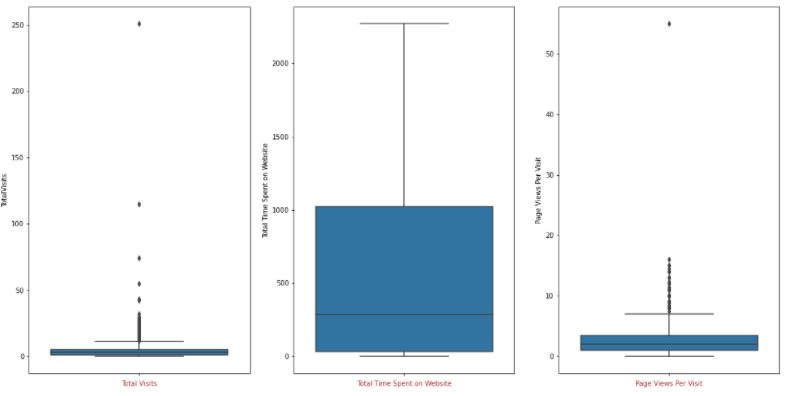 250
200
150
100
50
0
TotalVisits
Total Visits
2000
1500
1000
500
0
Total Time Spent on Website
Total Time Spent on Website
50
40
30
20
10
0
Page Views Per Visit
Page Views Per Visit